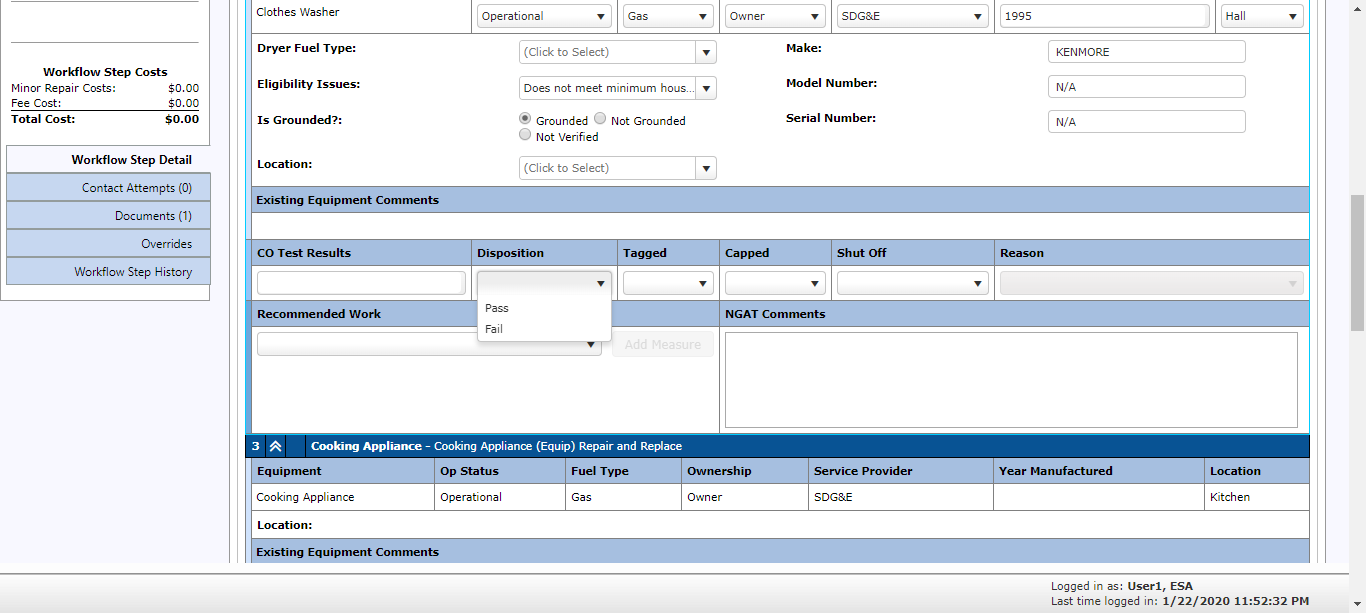 Clothes Washer Operational Gas Owner SDG&E 1995 Hall
Dryer Fuel Type: (Click to Select) Make: KENMORE
Workflow Step Costs
Minor Repair Costs: $0.00
Fee Cost: $0.00
Total Cost: $0.00
Eligibility Issues: Does not meet minimum hous... Model Number: N/A
Is Grounded?: Grounded Not Grounded Serial Number: N/A
Not Verified
Location: (Click to Select)
Workflow Step Detail
Contact Attempts (0)
Documents (1)
Overrides
Workflow Step History
Existing Equipment Comments
CO Test Results Disposition Tagged Capped Shut Off Reason
Pass
Fail
Recommended Work NGAT Comments
Add Measure
3 Cooking Appliance - Cooking Appliance (Equip) Repair and Replace
Equipment Op Status Fuel Type Ownership Service Provider Year Manufactured Location
Cooking Appliance Operational Gas Owner SDG&E Kitchen
Location:
Existing Equipment Comments
Logged in as: User1, ESA
Last time logged in: 1/22/2020 11:52:32 PM